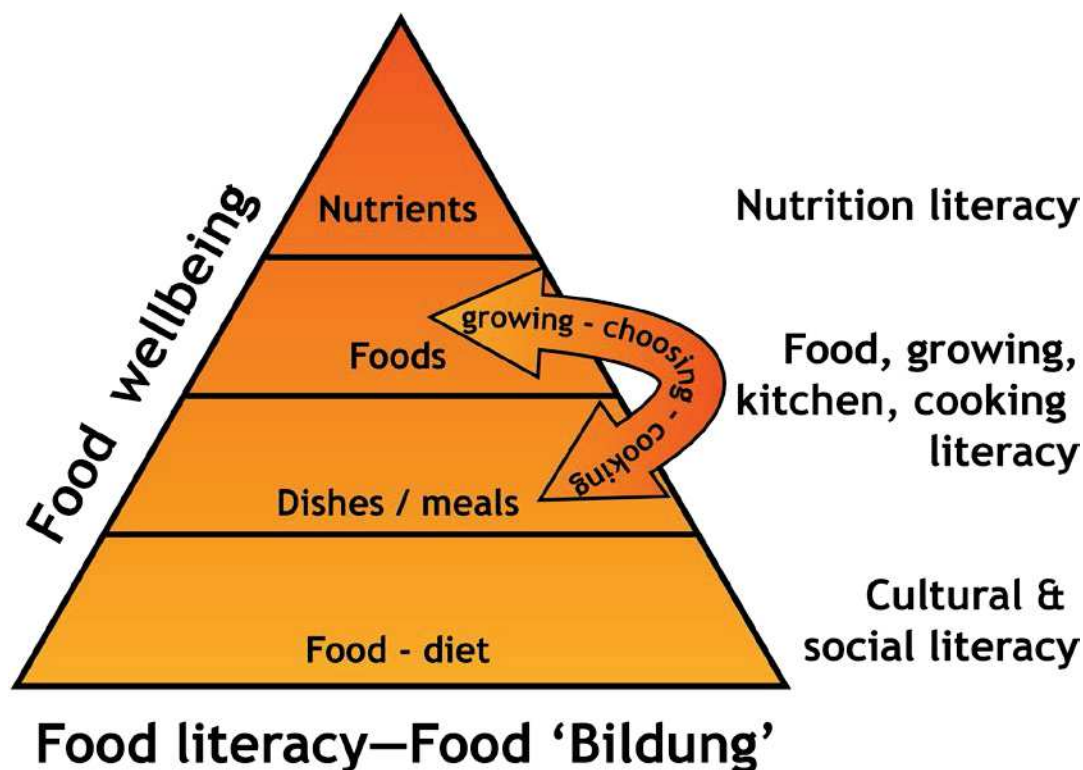 Nutrients
Nutrition literacy
Food wellbeing
growing - choosing - cooking
Foods
Food, growing,
kitchen, cooking
literacy
Dishes / meals
Cultural &
social literacy
Food - diet
Food literacy—Food ‘Bildung’